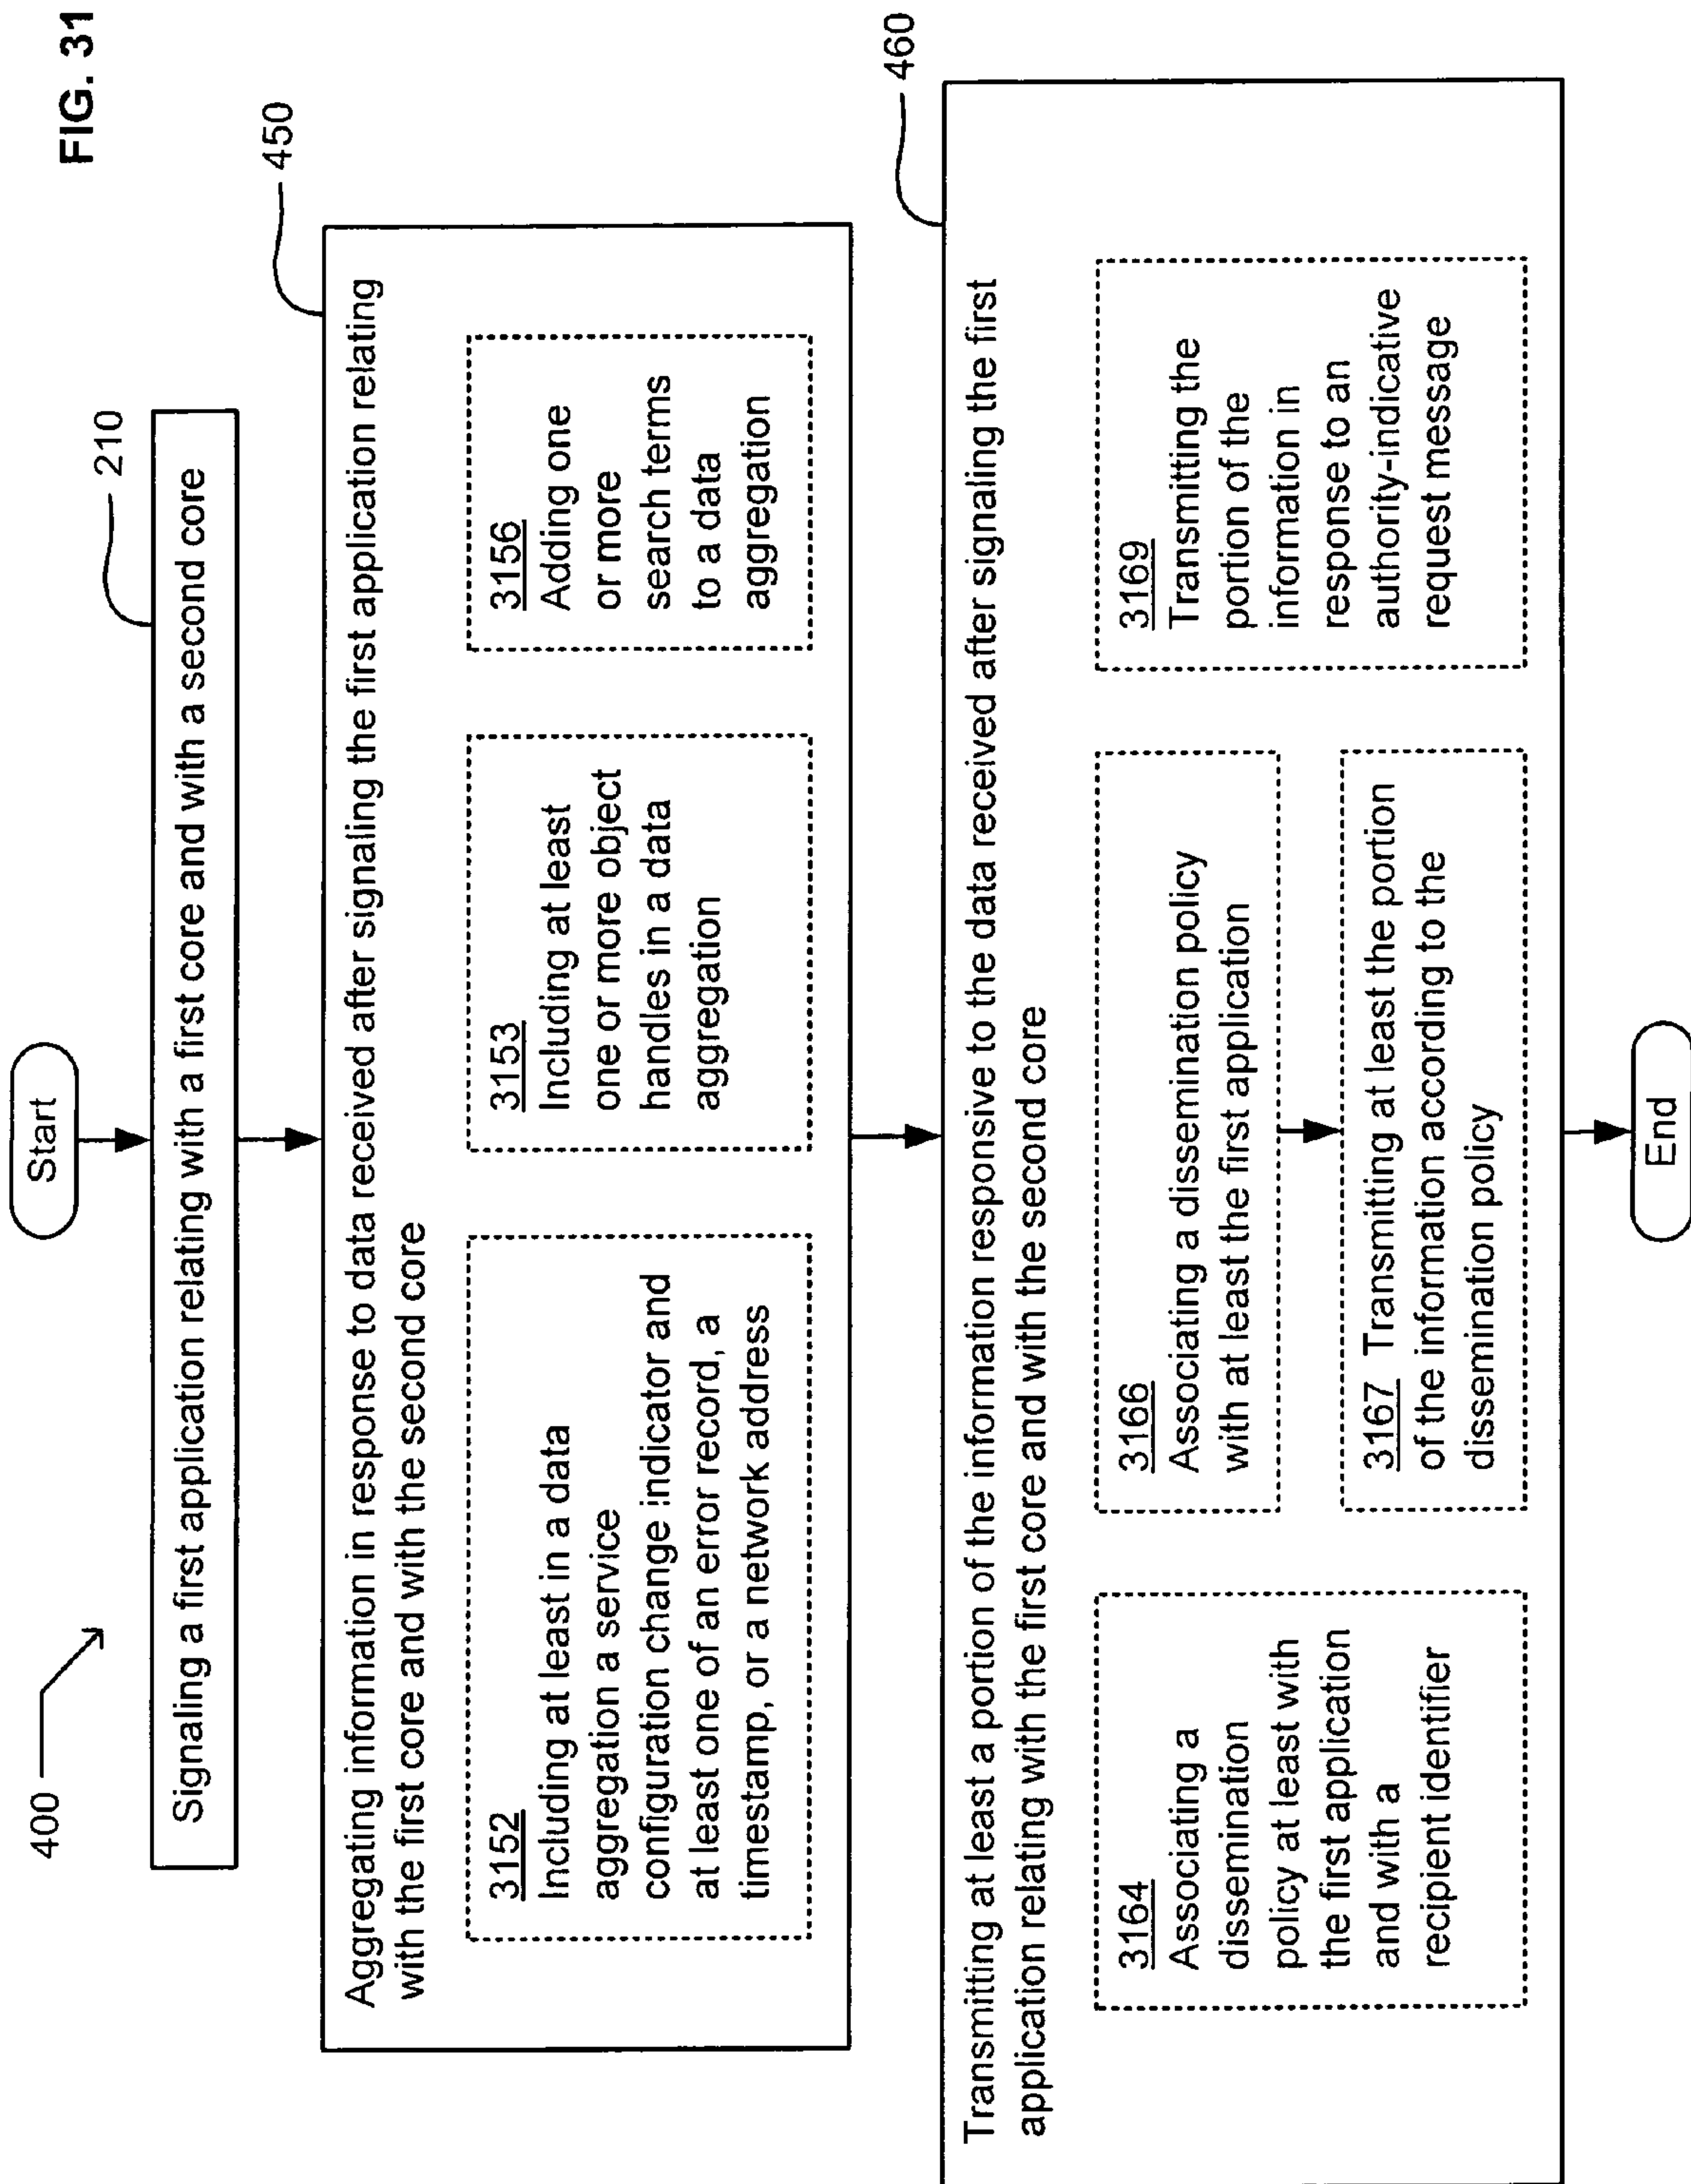 FIG. 31
400
Start
210
Signaling a first application relating with a first core and with a second core
450
Aggregating information in response to data received after signaling the first application relating
with the first core and with the second core
3152
Including at least in a data
aggregation a service
configuration change indicator and
at least one of an error record, a
timestamp, or a network address
3153
Including at least
one or more object
handles in a data
aggregation
3156
Adding one
or more
search terms
to a data
aggregation
460
Transmitting at least a portion of the information responsive to the data received after signaling the first
application relating with the first core and with the second core
3164
Associating a
dissemination
policy at least with
the first application
and with a
recipient identifier
3166
Associating a dissemination policy
with at least the first application
3167 Transmitting at least the portion
of the information according to the
dissemination policy
3169
Transmitting the
portion of the
information in
response to an
authority-indicative
request message
End